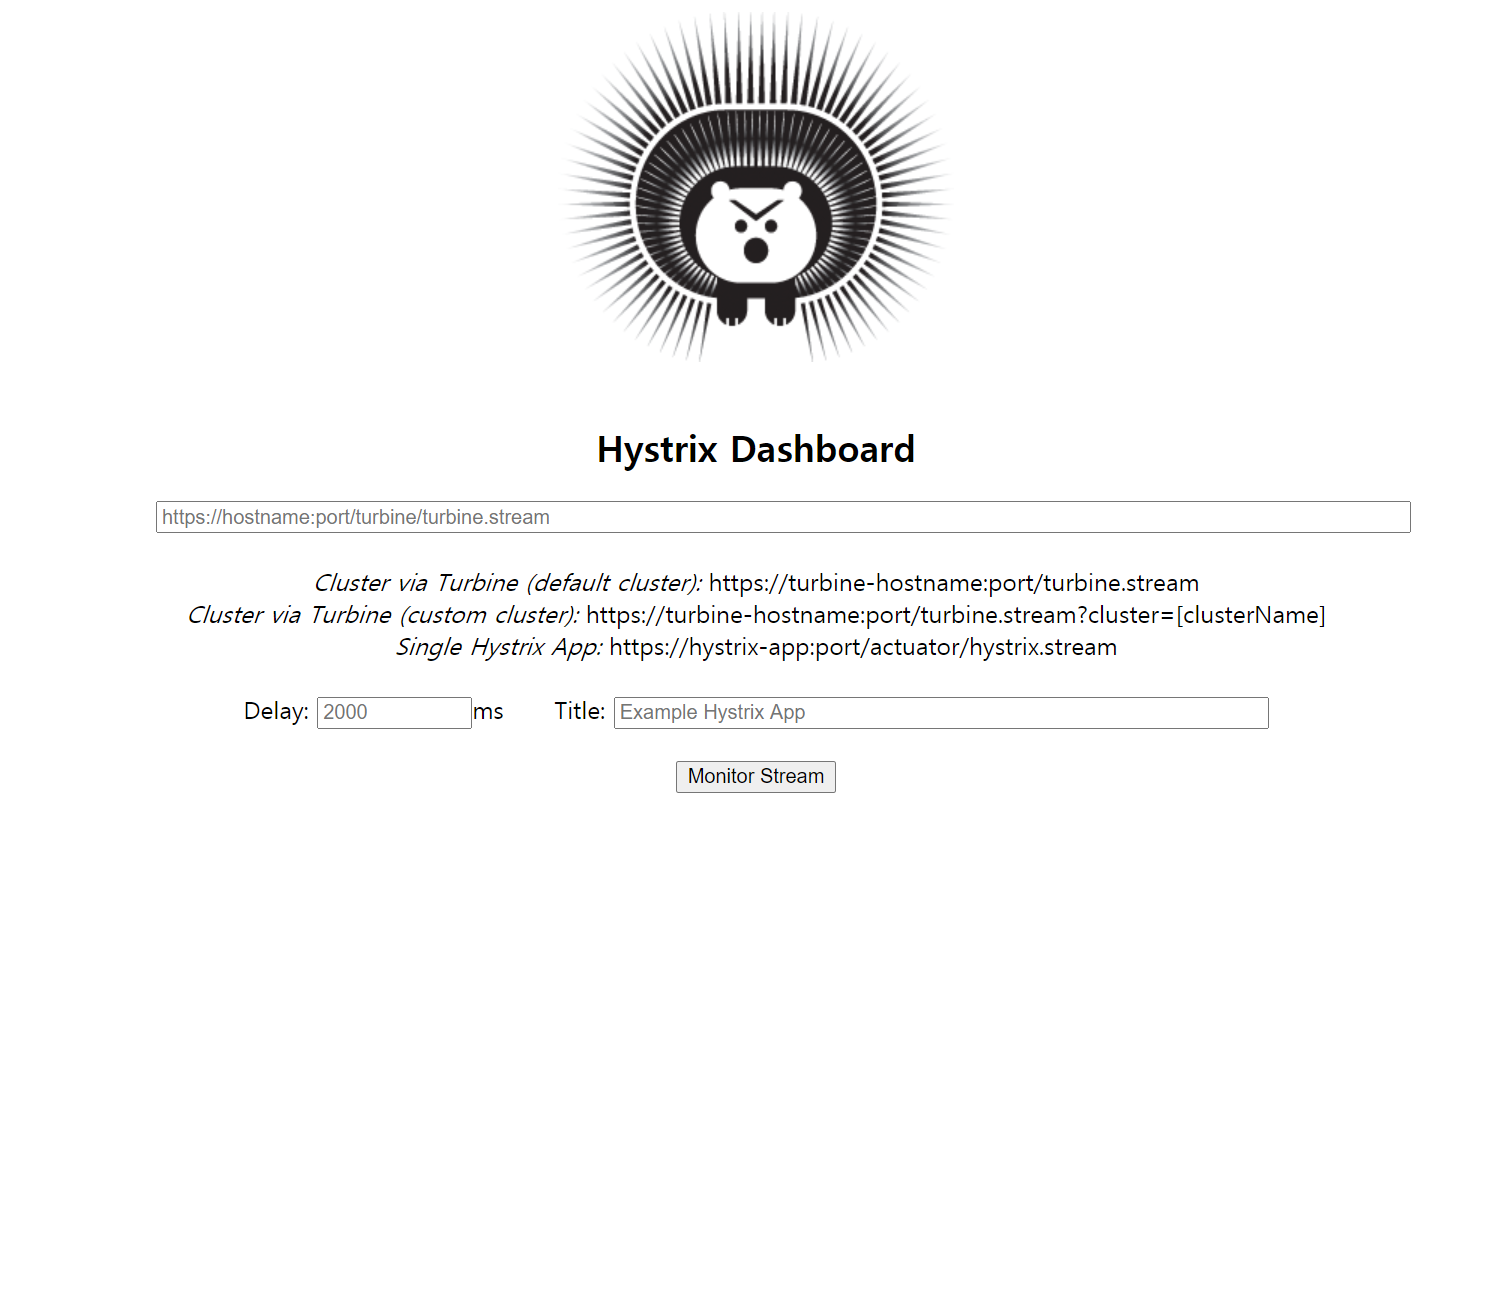 Hystrix Dashboard
https://hostname:port/turbine/turbine.stream
Cluster via Turbine (default cluster): https://turbine-hostname:port/turbine.stream
Cluster via Turbine (custom cluster): https://turbine-hostname:port/turbine.stream?cluster=[clusterName]
Single Hystrix App: https://hystrix-app:port/actuator/hystrix.stream
Delay: 2000 ms Title: Example Hystrix App
Monitor Stream